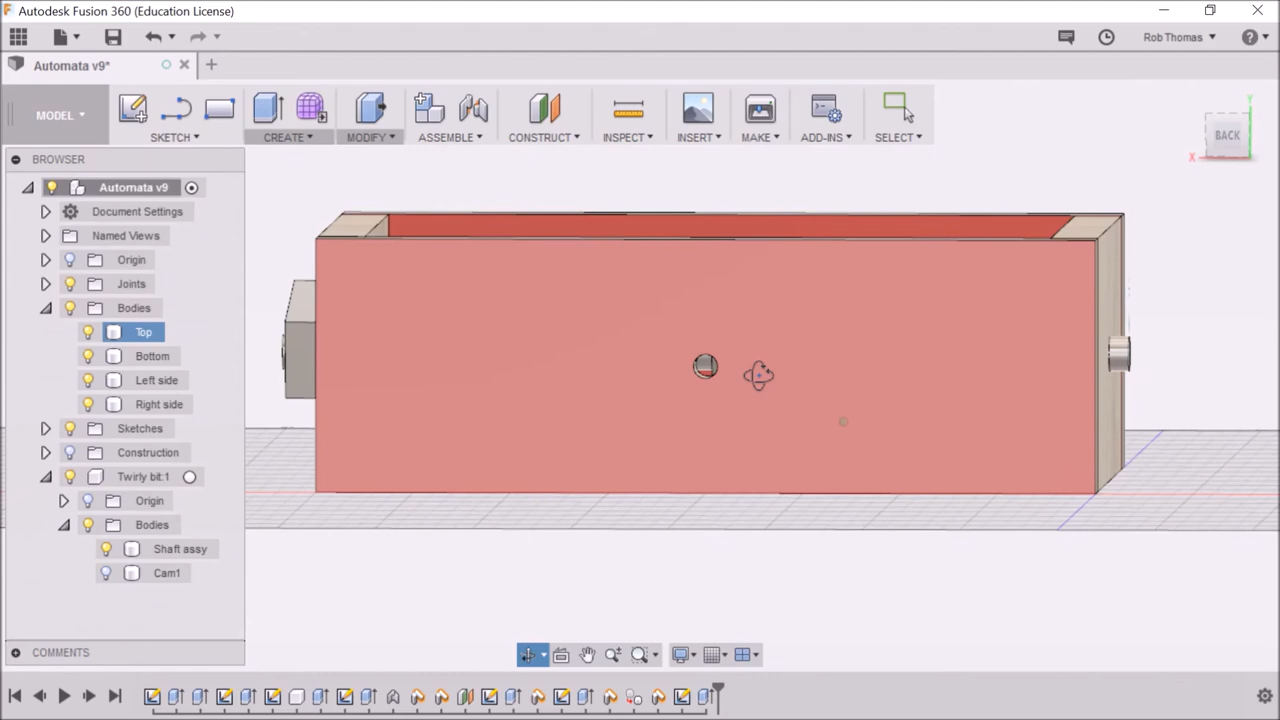 Autodesk Fusion 360 (Education License)
Rob Thomas
Automata v9*
MODEL
SKETCH
CREATE
MODIFY
ASSEMBLE
CONSTRUCT
INSPECT
INSERT
MAKE
ADD-INS
SELECT
BACK
Y
X
BROWSER
Automata v9
Document Settings
Named Views
Origin
Joints
Bodies
Top
Bottom
Left side
Right side
Sketches
Construction
Twirly bit:1
Origin
Bodies
Shaft assy
Cam1
COMMENTS